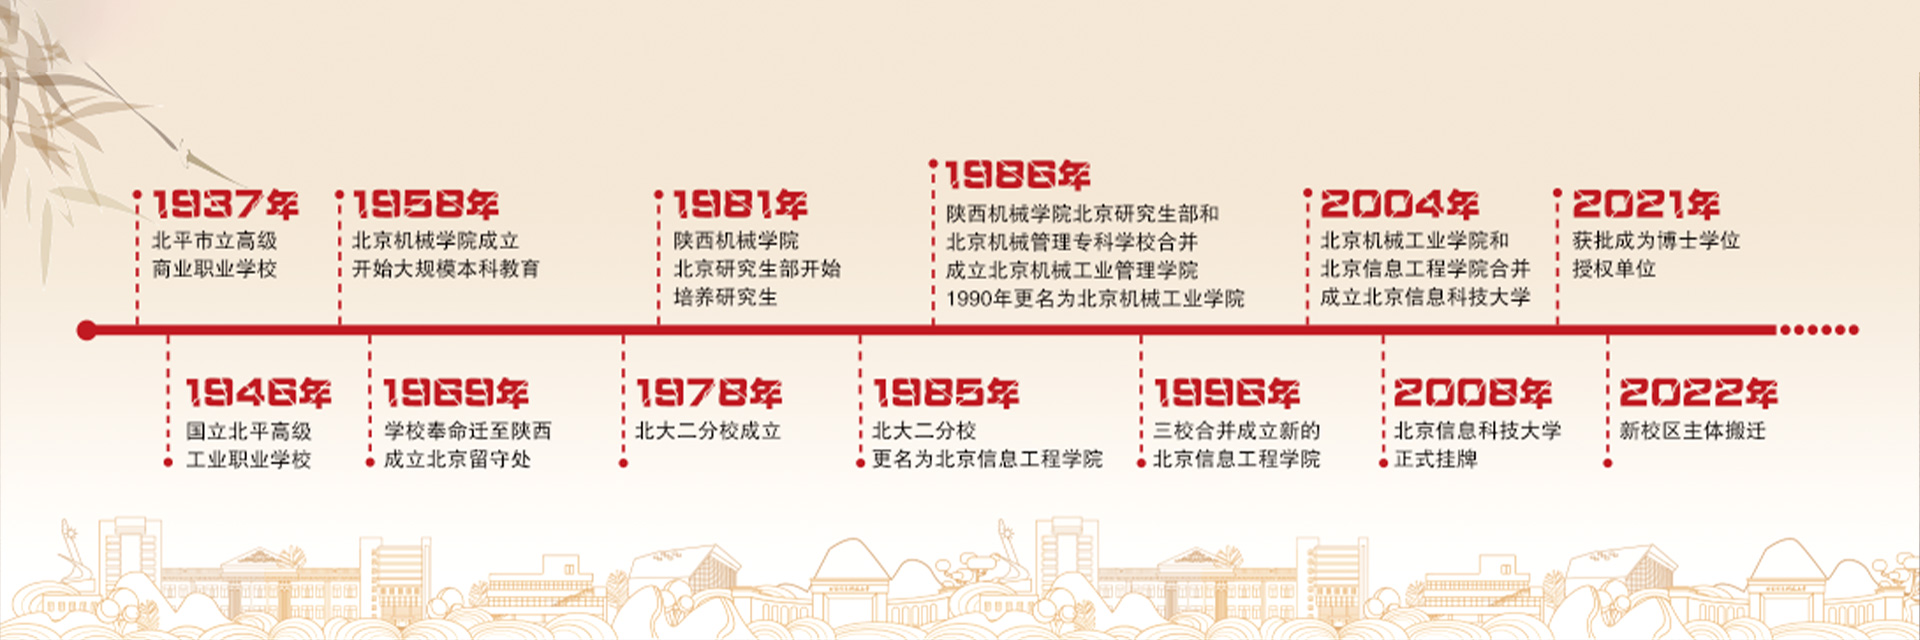 1937年
北平市立高级
商业职业学校
1946年
国立北平高级
工业职业学校
1958年
北京机械学院成立
开始大规模本科教育
1969年
学校奉命迁至陕西
成立北京留守处
1978年
北大二分校成立
1981年
陕西机械学院
北京研究生部开始
培养研究生
1985年
北大二分校
更名为北京信息工程学院
1986年
陕西机械学院北京研究生部和
北京机械管理专科学校合并
成立北京机械工业管理学院
1990年更名为北京机械工业学院
1996年
三校合并成立新的
北京信息工程学院
2004年
北京机械工业学院和
北京信息工程学院合并
成立北京信息科技大学
2008年
北京信息科技大学
正式挂牌
2021年
获批成为博士学位
授权单位
2022年
新校区主体搬迁